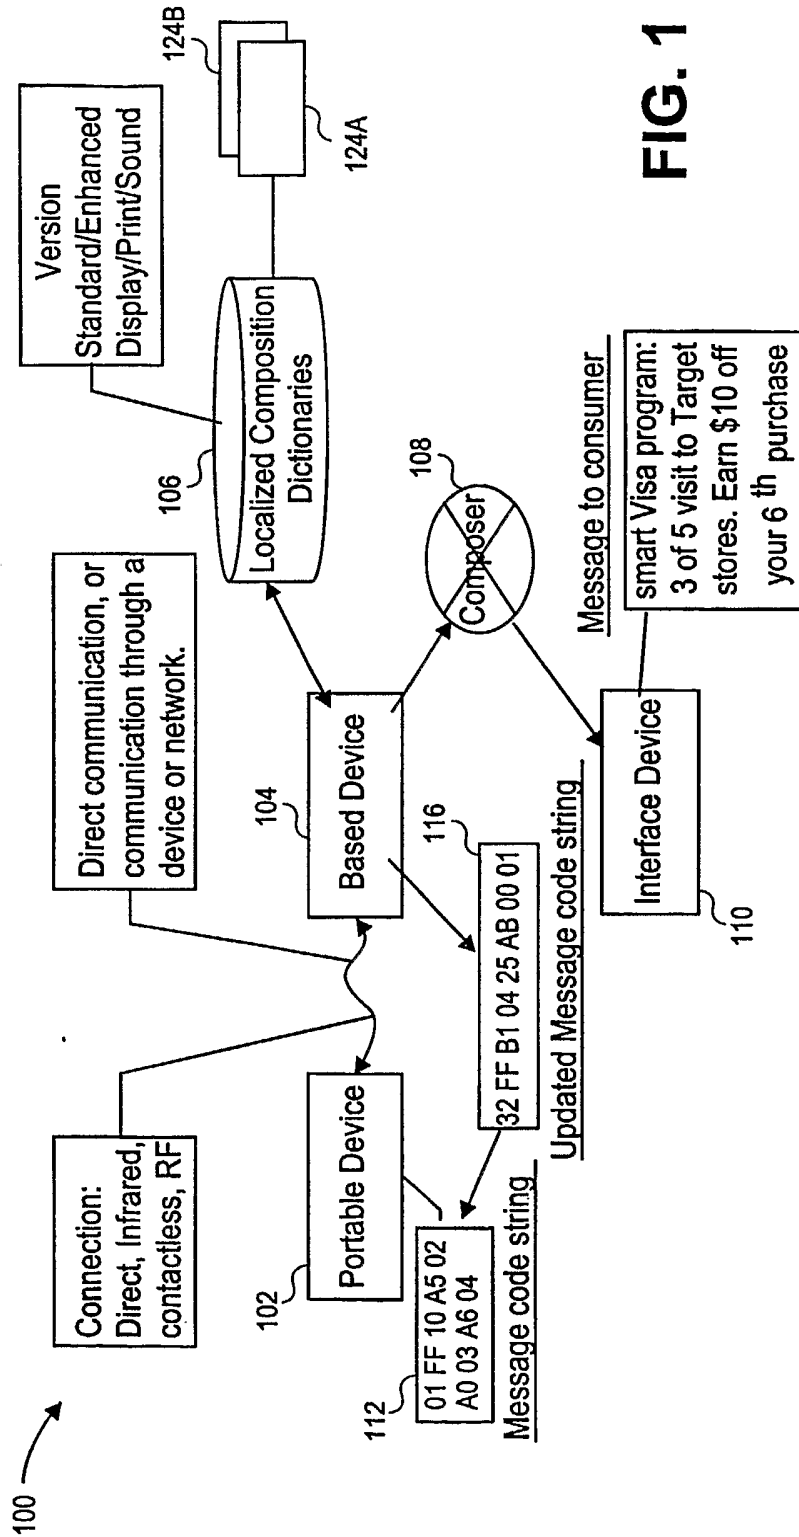 100
Connection:
Direct, Infrared,
contactless, RF
Direct communication, or
communication through a
device or network.
Version
Standard/Enhanced
Display/Print/Sound
124B
124A
106
Localized Composition
Dictionaries
102
Portable Device
104
Based Device
108
Composer
112
01 FF 10 A5 02
A0 03 A6 04
Message code string
116
32 FF B1 04 25 AB 00 01
Updated Message code string
110
Interface Device
Message to consumer
smart Visa program:
3 of 5 visit to Target
stores. Earn $10 off
your 6 th purchase
FIG. 1